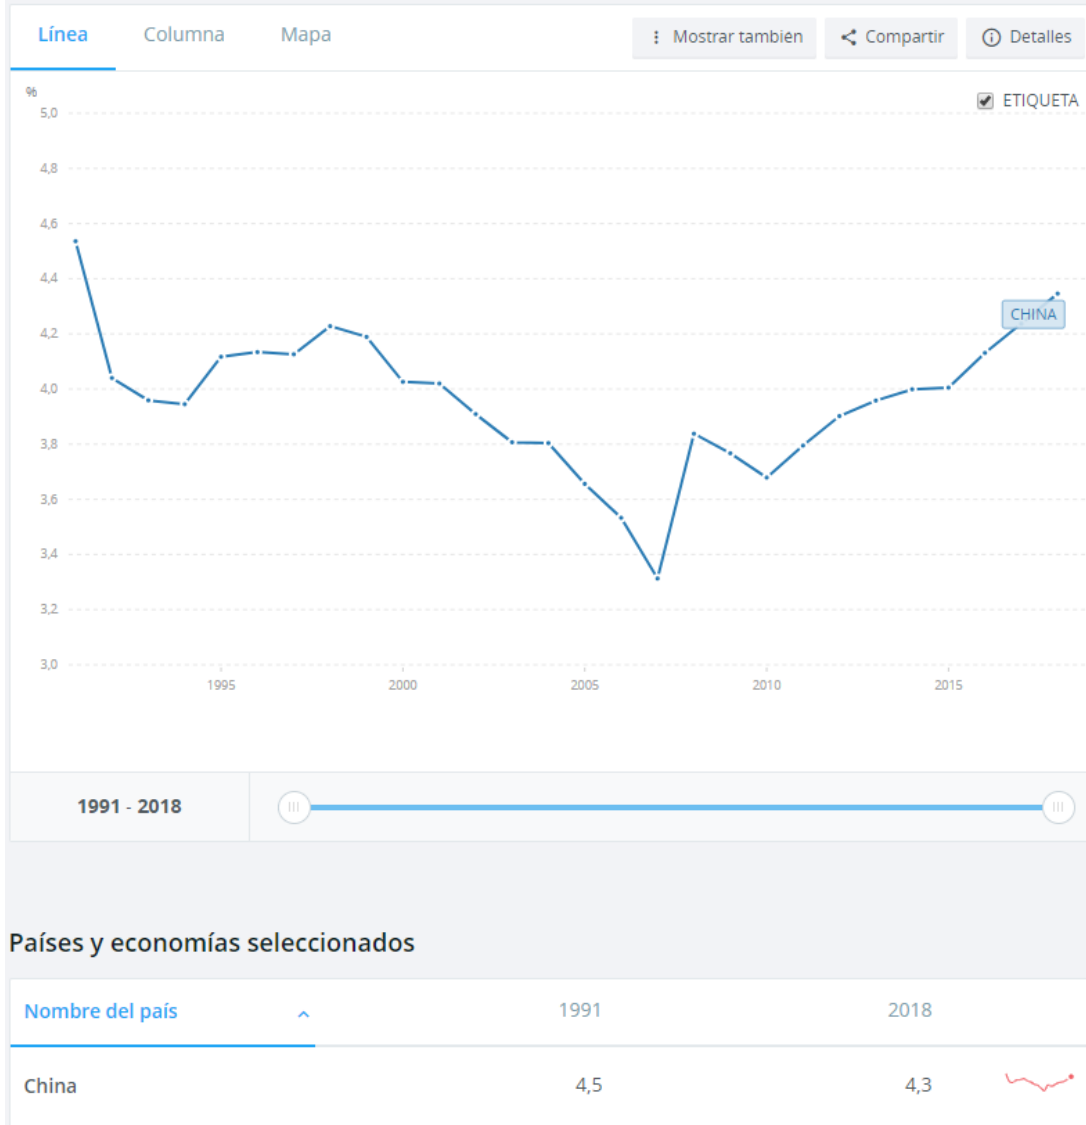 Línea Columna Mapa Mostrar también Compartir Detalles
%
ETIQUETA
5,0
4,8
4,6
4,4
CHINA
4,2
4,0
3,8
3,6
3,4
3,2
3,0
1995 2000 2005 2010 2015
1991 - 2018
Países y economías seleccionados
Nombre del país 1991 2018
China 4,5 4,3